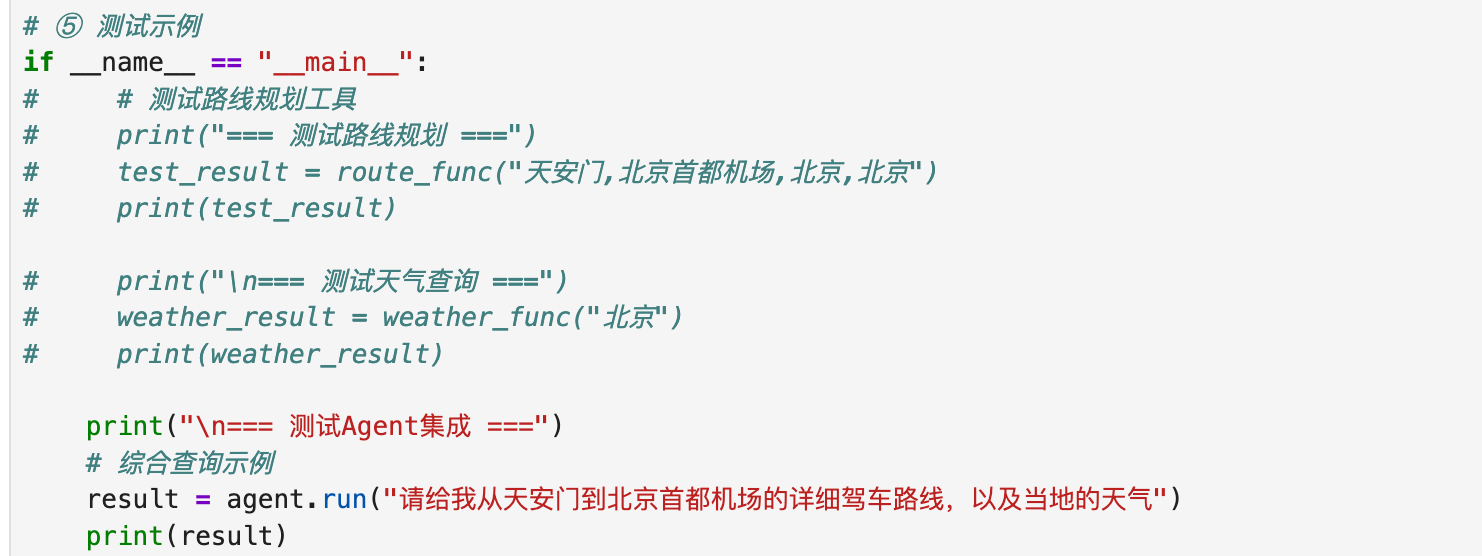 # ⑤ 测试示例
if __name__ == "__main__":
#     # 测试路线规划工具
#     print("=== 测试路线规划 ===")
#     test_result = route_func("天安门,北京首都机场,北京,北京")
#     print(test_result)
#     print("\n=== 测试天气查询 ===")
#     weather_result = weather_func("北京")
#     print(weather_result)
    print("\n=== 测试Agent集成 ===")
    # 综合查询示例
    result = agent.run("请给我从天安门到北京首都机场的详细驾车路线，以及当地的天气")
    print(result)